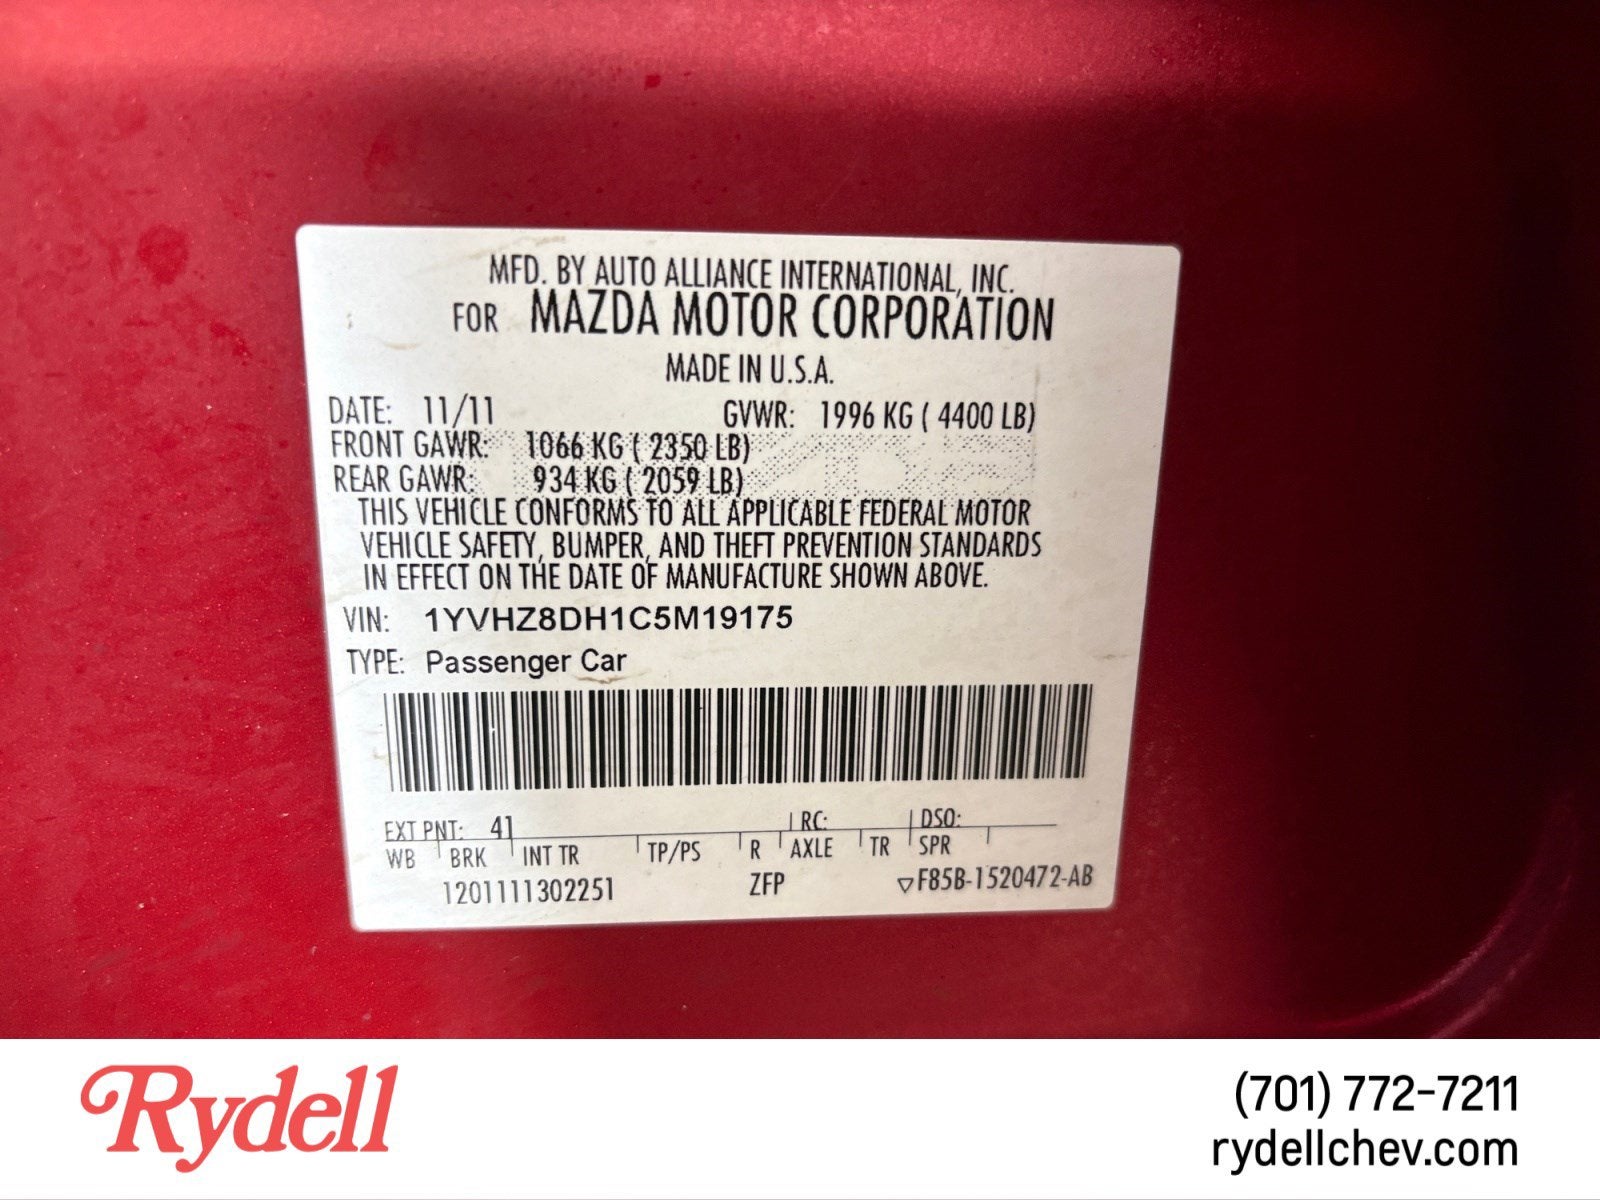 MFD. BY AUTO ALLIANCE INTERNATIONAL, INC.
FOR MAZDA MOTOR CORPORATION
MADE IN U.S.A.
DATE: 11/11 GVWR: 1996 KG ( 4400 LB)
FRONT GAWR: 1066 KG ( 2350 LB)
REAR GAWR: 934 KG ( 2059 LB)
THIS VEHICLE CONFORMS TO ALL APPLICABLE FEDERAL MOTOR
VEHICLE SAFETY, BUMPER, AND THEFT PREVENTION STANDARDS
IN EFFECT ON THE DATE OF MANUFACTURE SHOWN ABOVE.
VIN: 1YVHZ8DH1C5M19175
TYPE: Passenger Car
EXT PNT: 41 RC: DSO:
WB BRK INT TR TP/PS R AXLE TR SPR
1201111302251 ZFP ▽F85B-1520472-AB
Rydell
(701) 772-7211
rydellchev.com